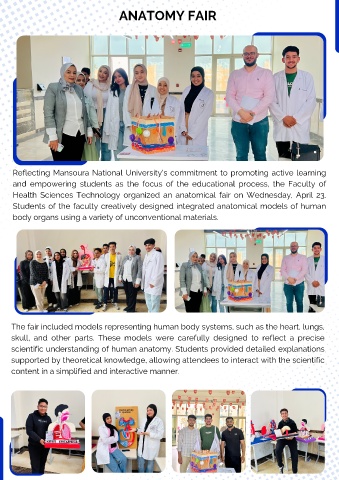 ANATOMY FAIR
Reflecting Mansoura National University's commitment to promoting active learning
and empowering students as the focus of the educational process, the Faculty of
Health Sciences Technology organized an anatomical fair on Wednesday, April 23.
Students of the faculty creatively designed integrated anatomical models of human
body organs using a variety of unconventional materials.
The fair included models representing human body systems, such as the heart, lungs,
skull, and other parts. These models were carefully designed to reflect a precise
scientific understanding of human anatomy. Students provided detailed explanations
supported by theoretical knowledge, allowing attendees to interact with the scientific
content in a simplified and interactive manner.